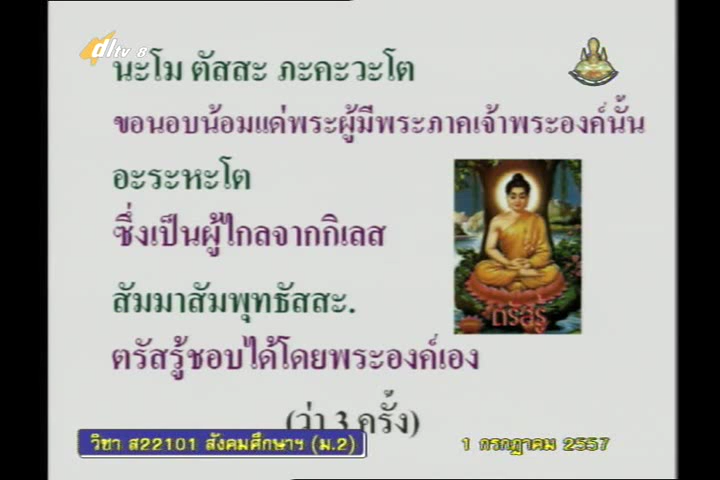 dltv 8
นะโม ตัสสะ ภะคะวะโต
ขอนอบน้อมแด่พระผู้มีพระภาคเจ้าพระองค์นั้น
อะระหะโต
ซึ่งเป็นผู้ไกลจากกิเลส
สัมมาสัมพุทธัสสะ.
ตรัสรู้
ตรัสรู้ชอบได้โดยพระองค์เอง
(ว่า 3 ครั้ง)
วิชา ส22101 สังคมศึกษาฯ (ม.2)
1 กรกฎาคม 2557